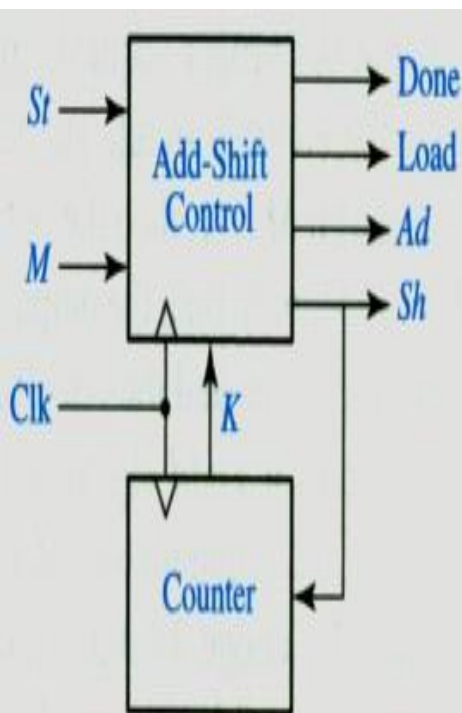 Done
St
Add-Shift
Control
Load
Ad
M
Sh
Clk
K
Counter